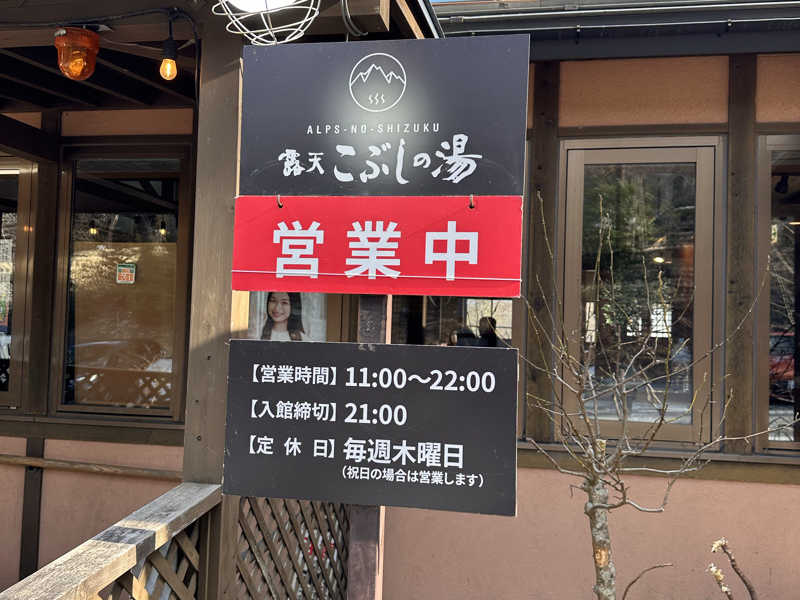 ALPS-NO-SHIZUKU
露天こぶしの湯
営業中
【営業時間】11:00〜22:00
【入館締切】21:00
【定休日】毎週木曜日
（祝日の場合は営業します）